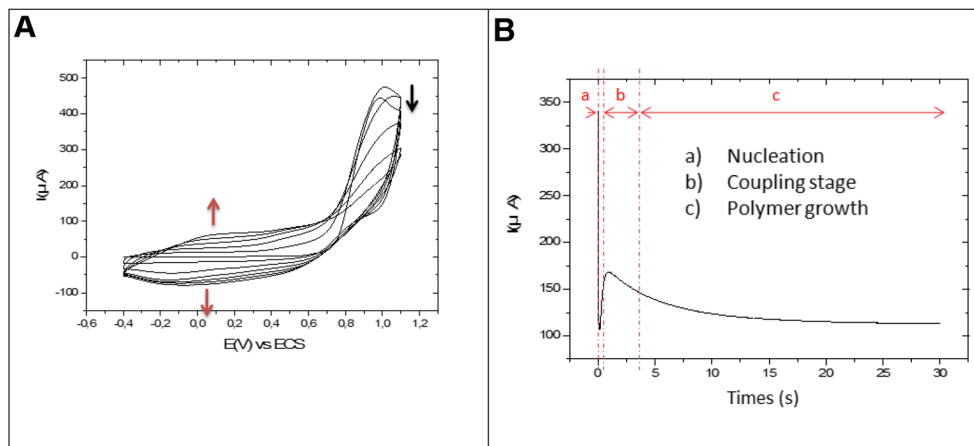 A
500
400
300
200
100
0
-100
I(µA)
-0,6 -0,4 -0,2 0,0 0,2 0,4 0,6 0,8 1,0 1,2
E(V) vs ECS
B
a b c
350
300
250
200
150
100
I(µ A)
a) Nucleation
b) Coupling stage
c) Polymer growth
0 5 10 15 20 25 30
Times (s)